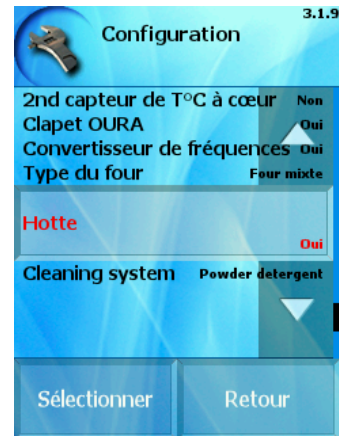 3.1.9
Configuration
2nd capteur de T°C à cœur Non
Clapet OURA Oui
Convertisseur de fréquences Oui
Type du four Four mixte
Hotte
Oui
Cleaning system Powder detergent
Sélectionner Retour